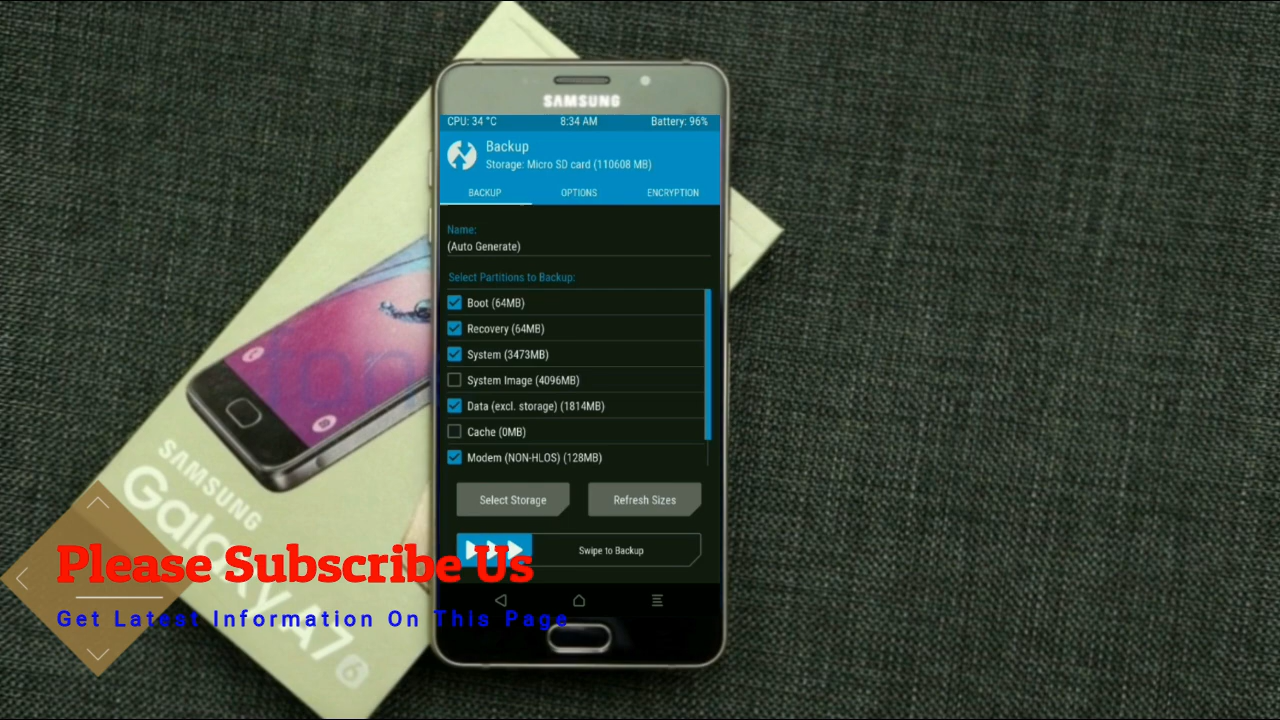 SAMSUNG
CPU: 34 °C 8:34 AM Battery: 96%
Backup
Storage: Micro SD card (110608 MB)
BACKUP OPTIONS ENCRYPTION
Name:
(Auto Generate)
Select Partitions to Backup:
Boot (64MB)
Recovery (64MB)
System (3473MB)
System Image (4096MB)
Data (excl. storage) (1814MB)
Cache (0MB)
Modem (NON-HLOS) (128MB)
Select Storage Refresh Sizes
Swipe to Backup
SAMSUNG
Galaxy A7
6
Please Subscribe Us
Get Latest Information On This Page